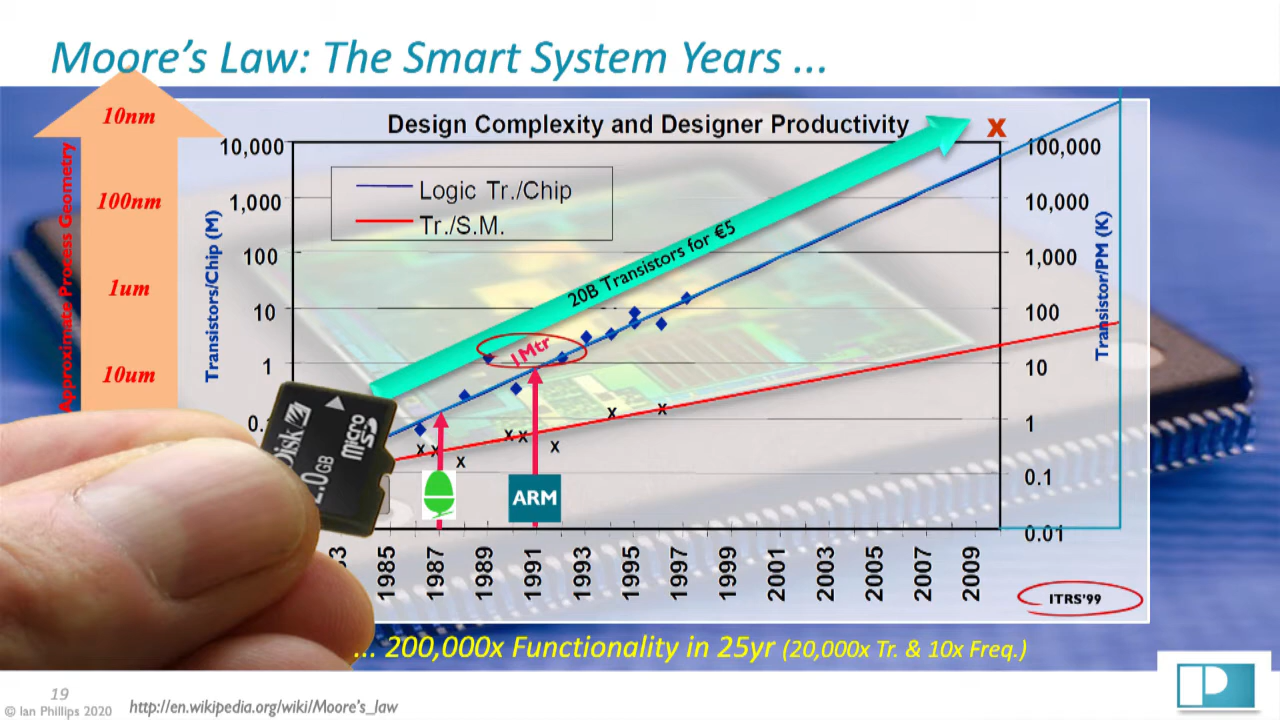 Moore's Law: The Smart System Years ...
10nm
100nm
1um
10um
Approximate Process Geometry
Design Complexity and Designer Productivity
x
Logic Tr./Chip
Tr./S.M.
20B Transistors for €5
1Mtr
Transistors/Chip (M)
10,000
1,000
100
10
1
0.
100,000
10,000
1,000
100
10
1
0.1
0.01
Transistor/PM (K)
x x x x x x x x
ARM
Disk
2.0GB
micro
SD
83 1985 1987 1989 1991 1993 1995 1997 1999 2001 2003 2005 2007 2009
ITRS'99
... 200,000x Functionality in 25yr (20,000x Tr. & 10x Freq.)
19
© Ian Phillips 2020
http://en.wikipedia.org/wiki/Moore's_law
P